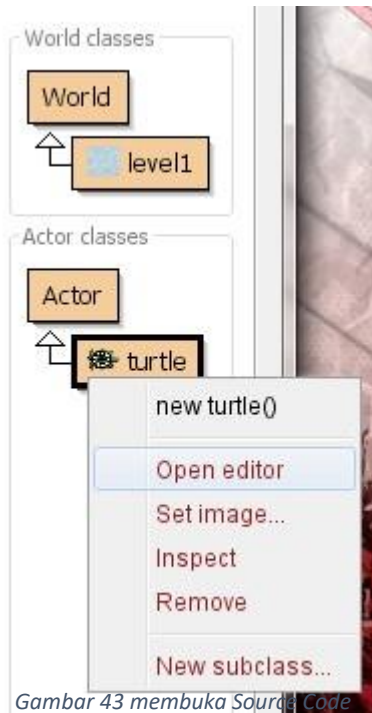 World classes
World
level1
Actor classes
Actor
turtle
new turtle()
Open editor
Set image...
Inspect
Remove
New subclass...
Gambar 43 membuka Source Code